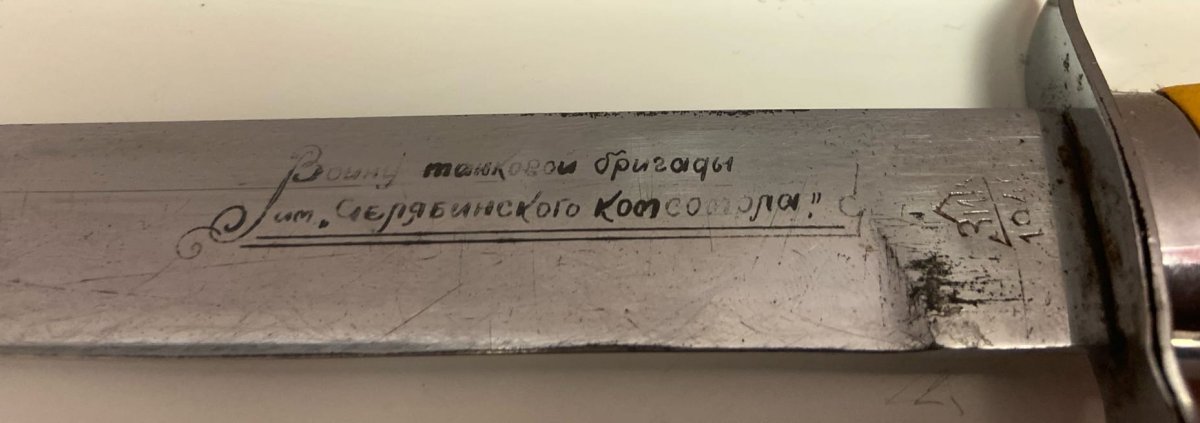 Воину танковой бригады
им. „Челябинского Комсомола."